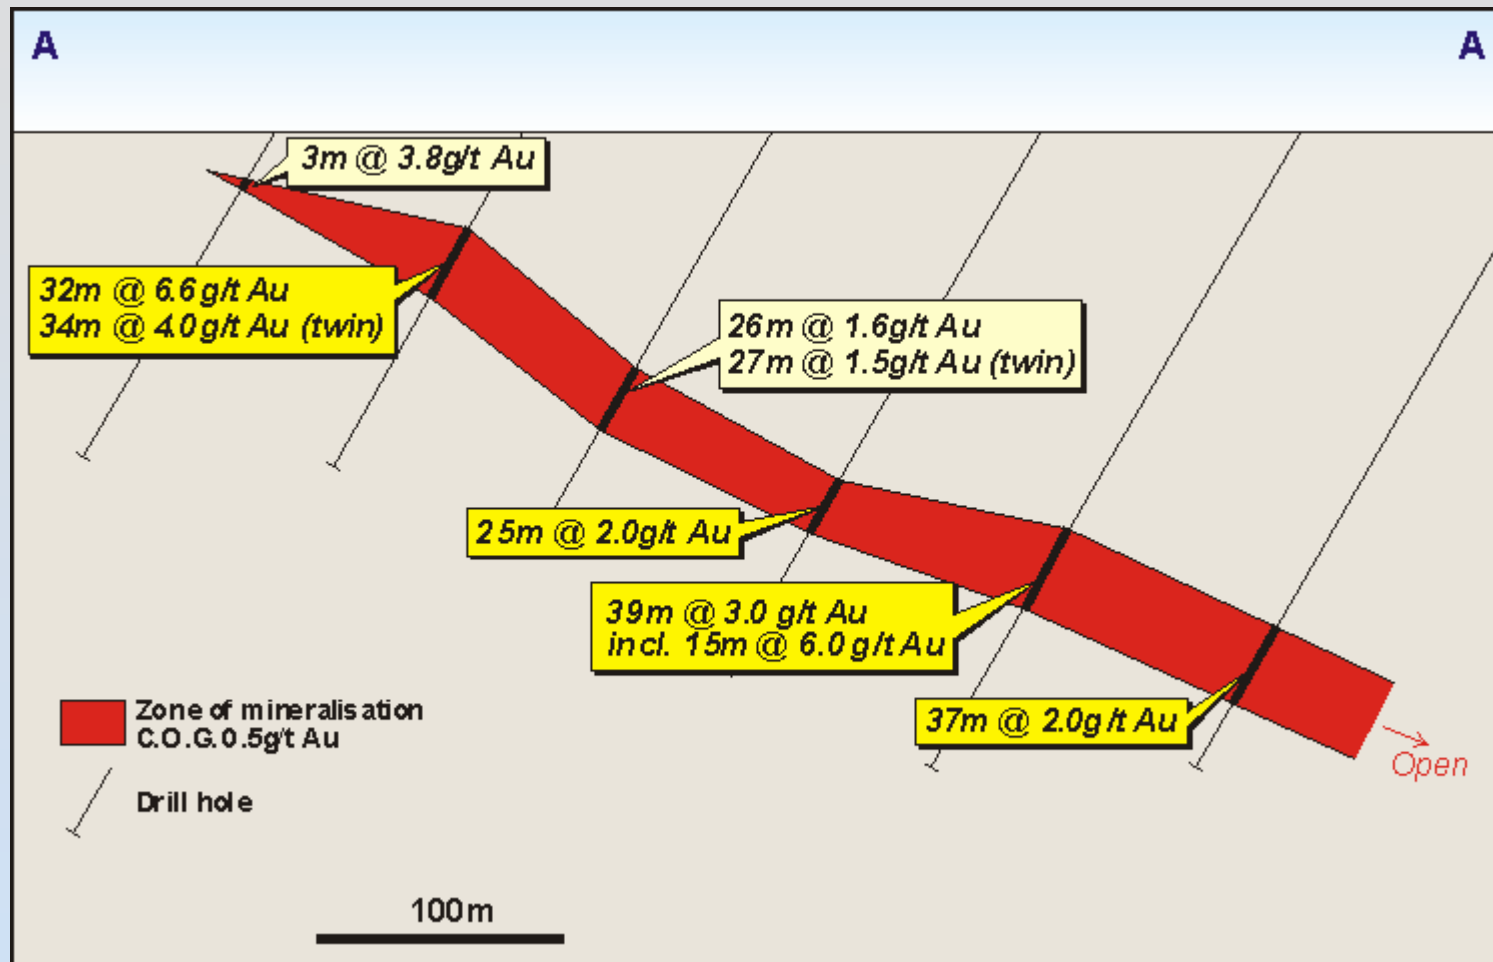 A
A
3m @ 3.8g/t Au
32m @ 6.6 g/t Au
34m @ 4.0 g/t Au (twin)
26m @ 1.6g/t Au
27m @ 1.5g/t Au (twin)
25m @ 2.0g/t Au
39m @ 3.0 g/t Au
incl. 15m @ 6.0 g/t Au
37m @ 2.0g/t Au
Open
Zone of mineralisation
C.O.G. 0.5g/t Au
Drill hole
100m